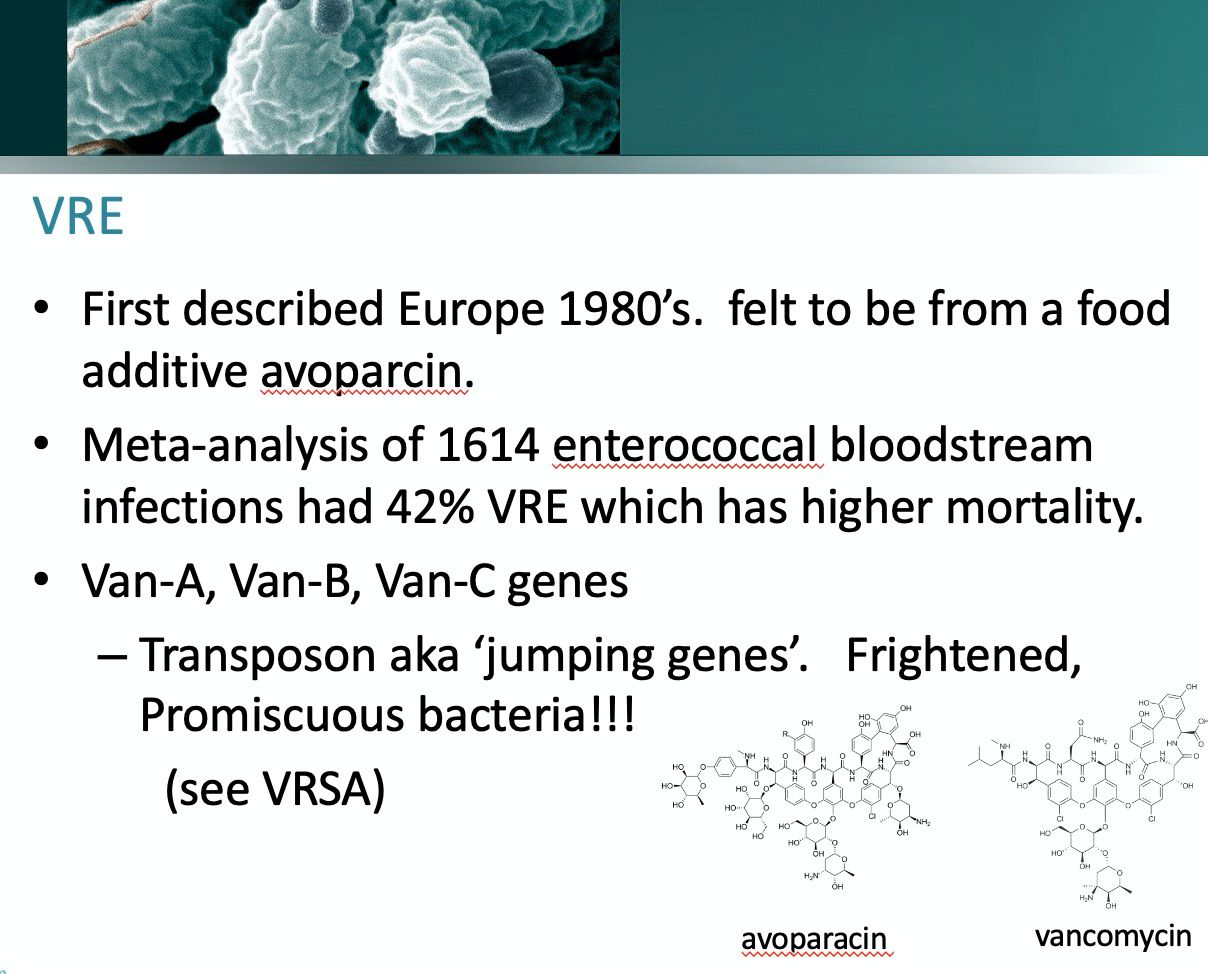 VRE
• First described Europe 1980’s.  felt to be from a food
additive avoparcin.
• Meta-analysis of 1614 enterococcal bloodstream
infections had 42% VRE which has higher mortality.
• Van-A, Van-B, Van-C genes
– Transposon aka ‘jumping genes’.   Frightened,
Promiscuous bacteria!!!
(see VRSA)
avoparacin
vancomycin